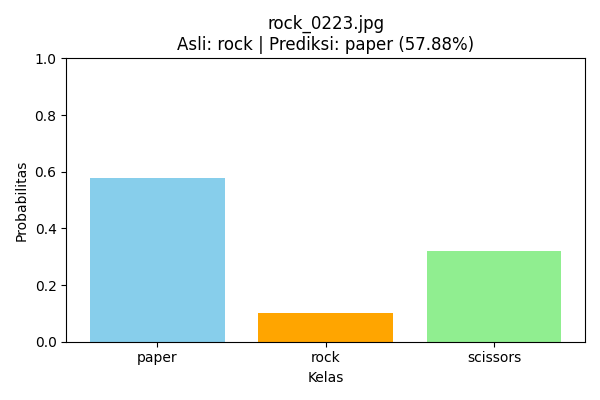 rock_0223.jpg
Asli: rock | Prediksi: paper (57.88%)
1.0
0.8
0.6
0.4
0.2
0.0
Probabilitas
paper rock scissors
Kelas